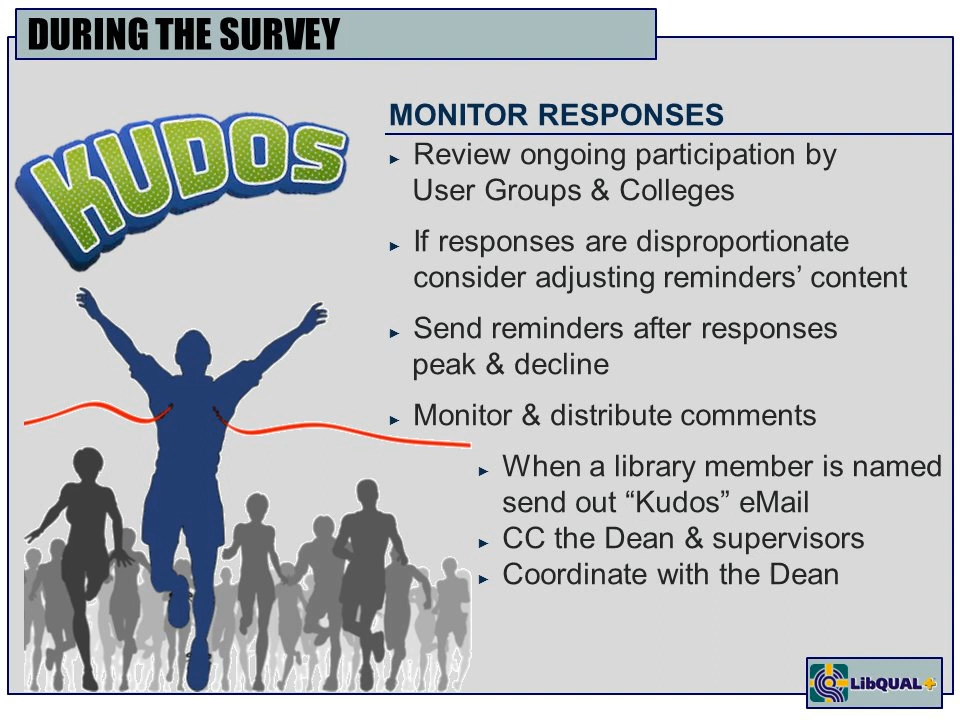 DURING THE SURVEY
KUDOS
MONITOR RESPONSES
► Review ongoing participation by
User Groups & Colleges
► If responses are disproportionate
consider adjusting reminders’ content
► Send reminders after responses
peak & decline
► Monitor & distribute comments
► When a library member is named
send out “Kudos” eMail
► CC the Dean & supervisors
► Coordinate with the Dean
LibQUAL+